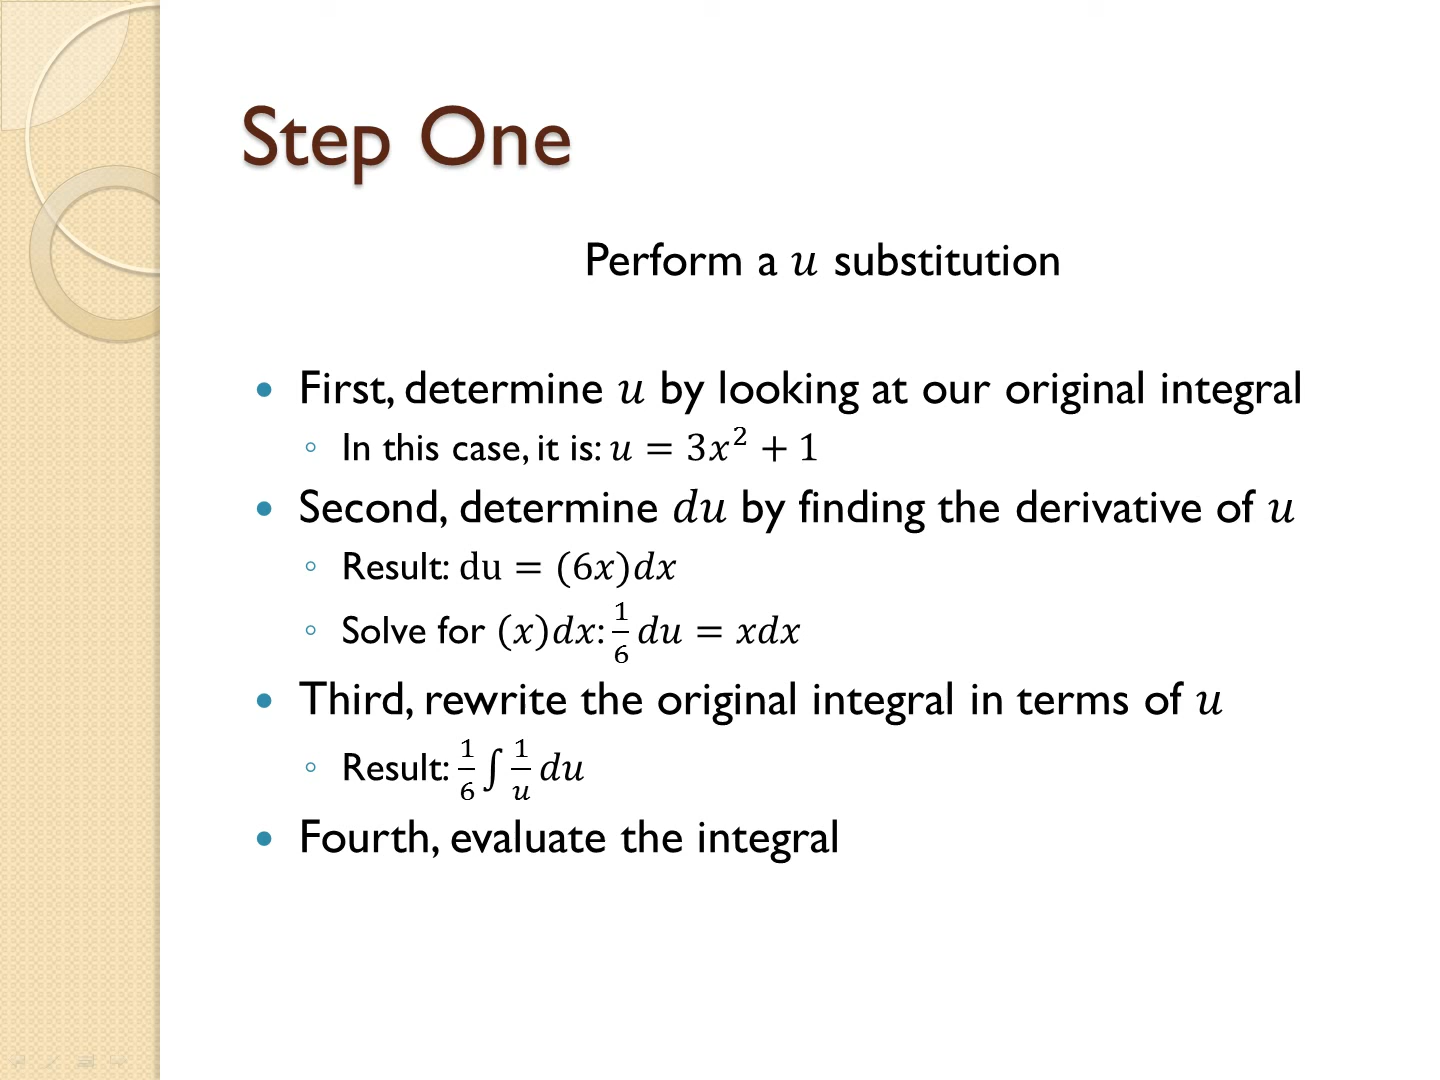 Step One
Perform a 𝑢 substitution
• First, determine 𝑢 by looking at our original integral
◦ In this case, it is: 𝑢 = 3𝑥² + 1
• Second, determine 𝑑𝑢 by finding the derivative of 𝑢
◦ Result: du = (6𝑥)𝑑𝑥
◦ Solve for (𝑥)𝑑𝑥: 1/6 𝑑𝑢 = 𝑥𝑑𝑥
• Third, rewrite the original integral in terms of 𝑢
◦ Result: 1/6 ∫ 1/𝑢 𝑑𝑢
• Fourth, evaluate the integral